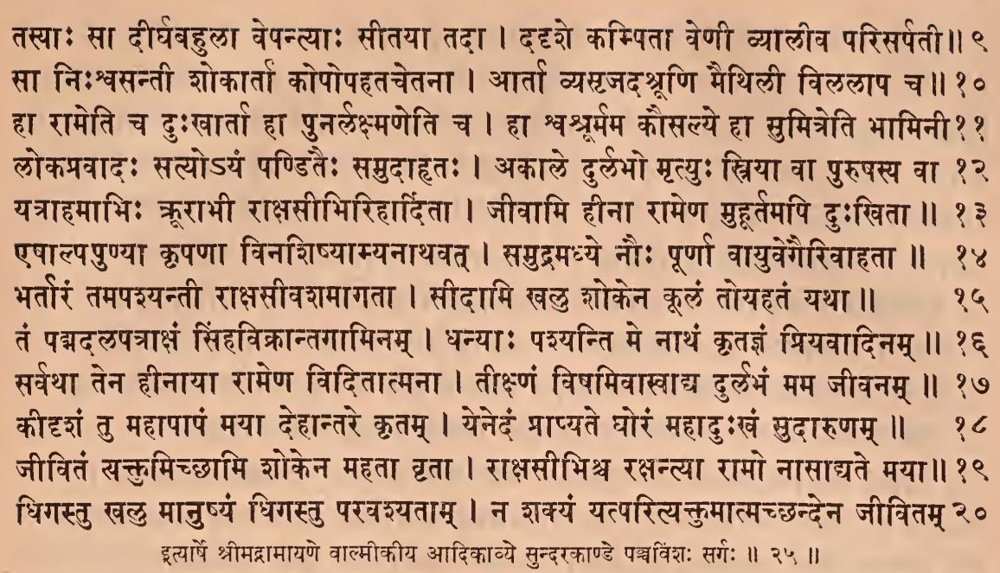 तस्याः सा दीर्घबहुला वेपन्त्याः सीतया तदा । ददृशे कम्पिता वेणी व्यालीव परिसर्पती॥ ९
सा निःश्वसन्ती शोकार्ता कोपोपहतचेतना । आर्ता व्यसृजदश्रूणि मैथिली विललाप च॥ १०
हा रामेति च दुःखार्ता हा पुनर्लक्ष्मणेति च । हा श्वश्रूर्मम कौसल्ये हा सुमित्रेति भामिनी ११
लोकप्रवादः सत्योऽयं पण्डितैः समुदाहृतः । अकाले दुर्लभो मृत्युः स्त्रिया वा पुरुषस्य वा १२
यत्राहमाभिः क्रूराभी राक्षसीभिरिहार्दिता । जीवामि हीना रामेण मुहूर्तमपि दुःखिता ॥ १३
एषाल्पपुण्या कृपणा विनशिष्याम्यनाथवत् । समुद्रमध्ये नौः पूर्णा वायुवेगैरिवाहता ॥ १४
भर्तारं तमपश्यन्ती राक्षसीवशमागता । सीदामि खलु शोकेन कूलं तोयहतं यथा ॥ १५
तं पद्मदलपत्राक्षं सिंहविक्रान्तगामिनम् । धन्याः पश्यन्ति मे नाथं कृतज्ञं प्रियवादिनम् ॥ १६
सर्वथा तेन हीनाया रामेण विदितात्मना । तीक्ष्णं विषमिवास्वाद्य दुर्लभं मम जीवनम् ॥ १७
कीदृशं तु महापापं मया देहान्तरे कृतम् । येनेदं प्राप्यते घोरं महादुःखं सुदारुणम् ॥ १८
जीवितं त्यक्तुमिच्छामि शोकेन महता वृता । राक्षसीभिश्च रक्षन्त्या रामो नासाद्यते मया॥ १९
धिगस्तु खलु मानुष्यं धिगस्तु परवश्यताम् । न शक्यं यत्परित्यक्तुमात्मच्छन्देन जीवितम् २०
इत्यार्षे श्रीमद्रामायणे वाल्मीकीय आदिकाव्ये सुन्दरकाण्डे पञ्चविंशः सर्गः ॥ २५ ॥